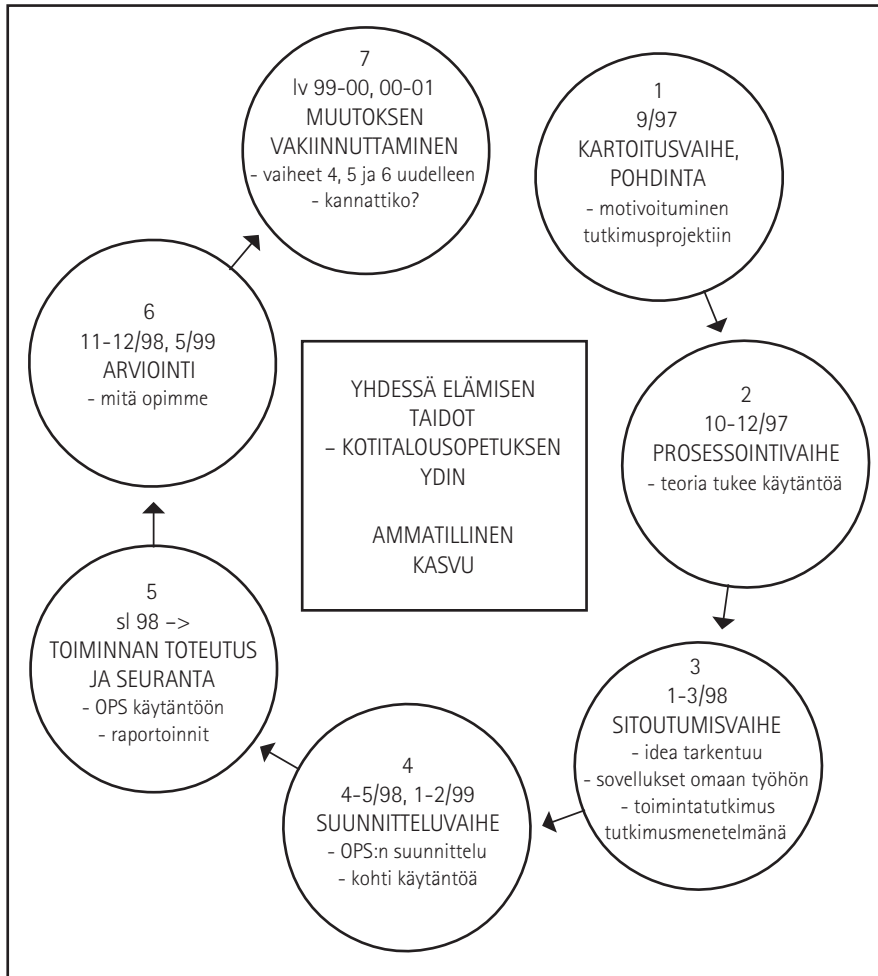 1
9/97
KARTOITUSVAIHE,
POHDINTA
- motivoituminen
tutkimusprojektiin
2
10-12/97
PROSESSOINTIVAIHE
- teoria tukee käytäntöä
3
1-3/98
SITOUTUMISVAIHE
- idea tarkentuu
- sovellukset omaan työhön
- toimintatutkimus
tutkimusmenetelmänä
4
4-5/98, 1-2/99
SUUNNITTELUVAIHE
- OPS:n suunnittelu
- kohti käytäntöä
5
sl 98 –>
TOIMINNAN TOTEUTUS
JA SEURANTA
- OPS käytäntöön
- raportoinnit
6
11-12/98, 5/99
ARVIOINTI
- mitä opimme
7
lv 99-00, 00-01
MUUTOKSEN
VAKIINNUTTAMINEN
- vaiheet 4, 5 ja 6 uudelleen
- kannattiko?
YHDESSÄ ELÄMISEN
TAIDOT
– KOTITALOUSOPETUKSEN
YDIN
AMMATILLINEN
KASVU